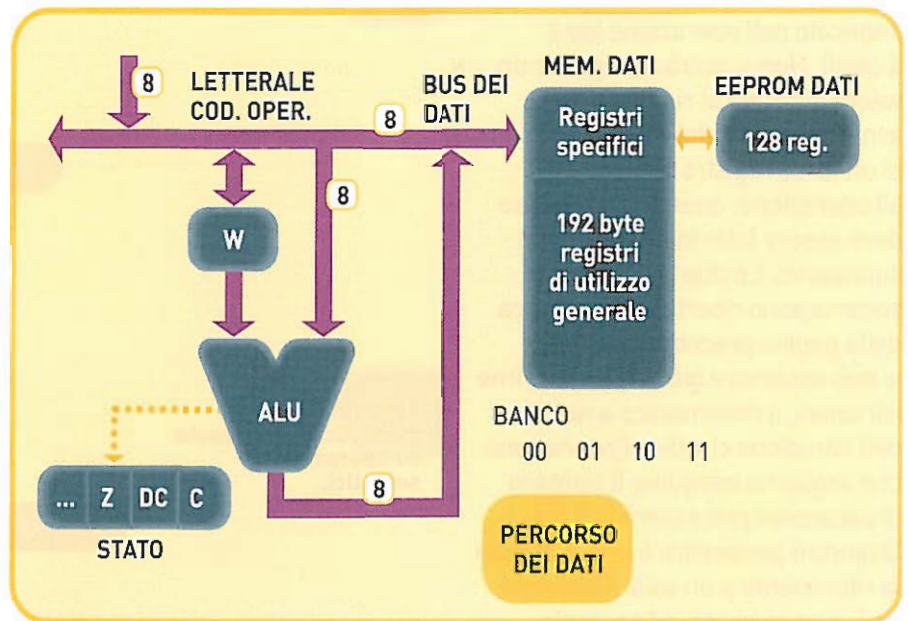 8
LETTERALE
COD. OPER.
8
BUS DEI
DATI
MEM. DATI
EEPROM DATI
Registri
specifici
128 reg.
8
W
192 byte
registri
di utilizzo
generale
ALU
BANCO
00 01 10 11
8
... Z DC C
STATO
PERCORSO
DEI DATI